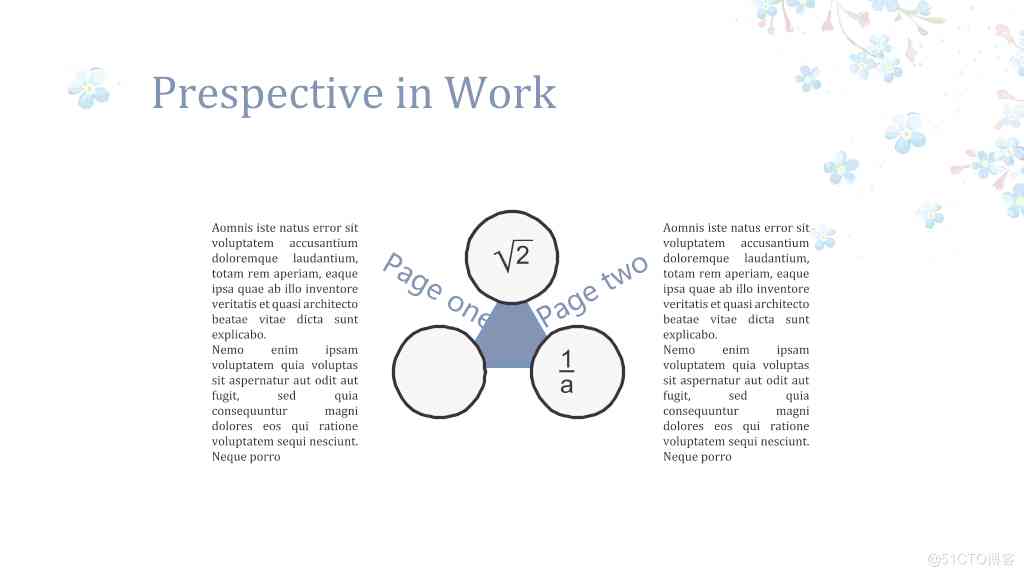 Prespective in Work
Aomnis iste natus error sit
voluptatem accusantium
doloremque laudantium,
totam rem aperiam, eaque
ipsa quae ab illo inventore
veritatis et quasi architecto
beatae vitae dicta sunt
explicabo.
Nemo enim ipsam
voluptatem quia voluptas
sit aspernatur aut odit aut
fugit, sed quia
consequuntur magni
dolores eos qui ratione
voluptatem sequi nesciunt.
Neque porro
Page one
√2
Page two
1/a
Aomnis iste natus error sit
voluptatem accusantium
doloremque laudantium,
totam rem aperiam, eaque
ipsa quae ab illo inventore
veritatis et quasi architecto
beatae vitae dicta sunt
explicabo.
Nemo enim ipsam
voluptatem quia voluptas
sit aspernatur aut odit aut
fugit, sed quia
consequuntur magni
dolores eos qui ratione
voluptatem sequi nesciunt.
Neque porro
@51CTO博客